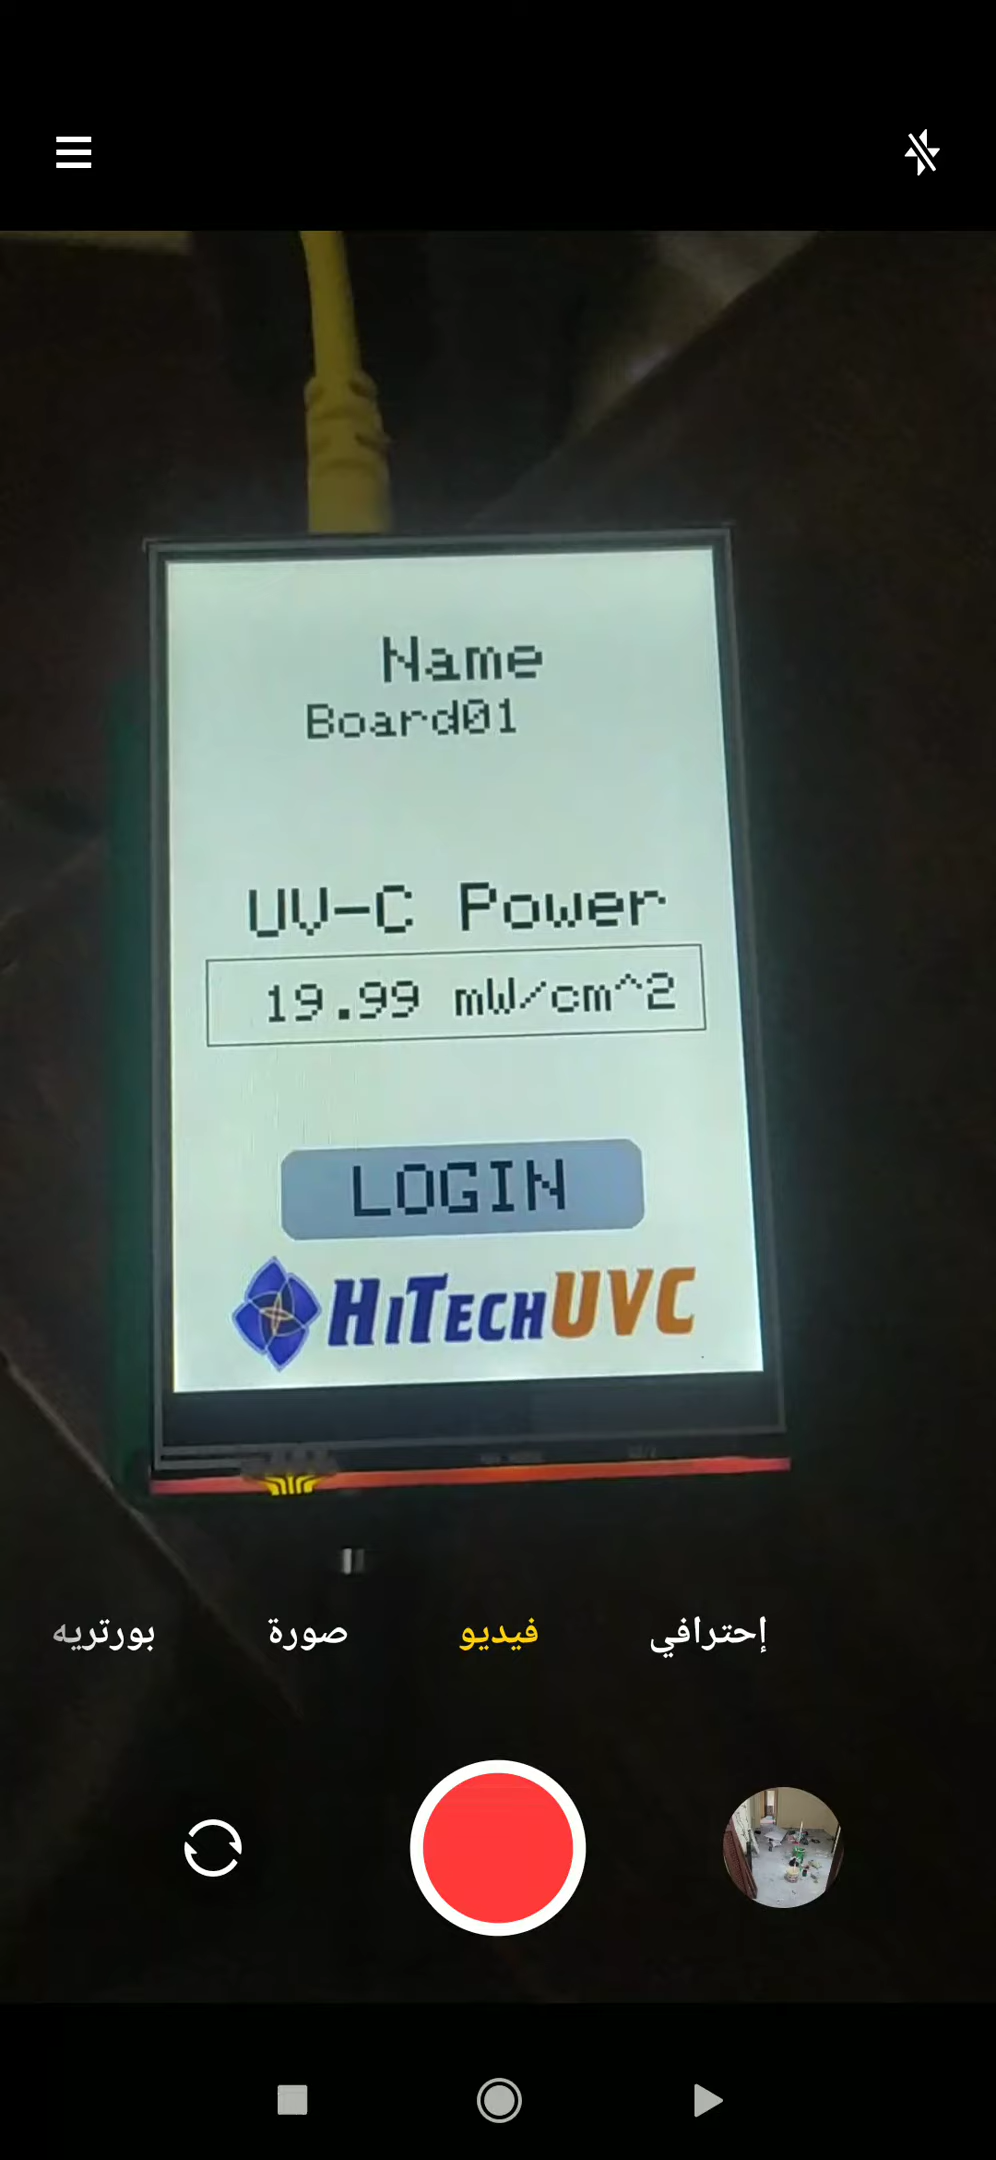 Name
Board01
UV-C Power
19.99 mW/cm^2
LOGIN
HiTechUVC
إحترافي
فيديو
صورة
بورتريه